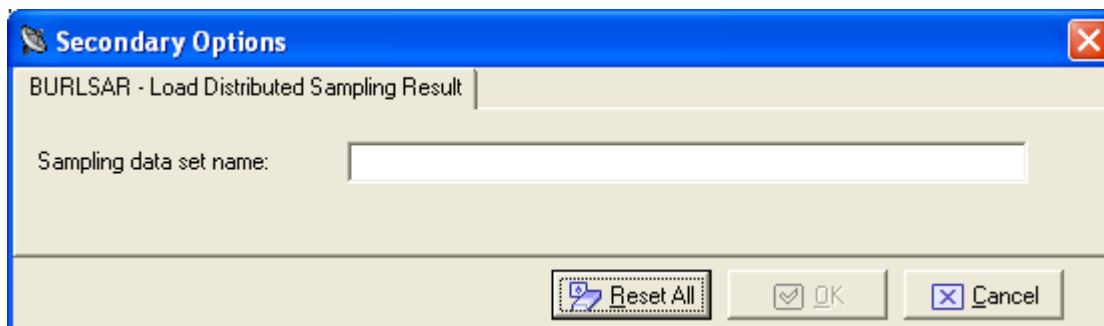 Secondary Options
BURLSAR - Load Distributed Sampling Result
Sampling data set name:
Reset All OK Cancel